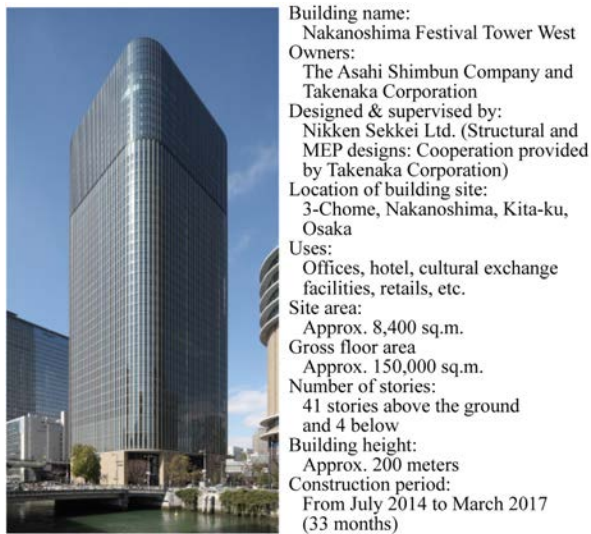 Building name:
Nakanoshima Festival Tower West
Owners:
The Asahi Shimbun Company and
Takenaka Corporation
Designed & supervised by:
Nikken Sekkei Ltd. (Structural and
MEP designs: Cooperation provided
by Takenaka Corporation)
Location of building site:
3-Chome, Nakanoshima, Kita-ku,
Osaka
Uses:
Offices, hotel, cultural exchange
facilities, retails, etc.
Site area:
Approx. 8,400 sq.m.
Gross floor area
Approx. 150,000 sq.m.
Number of stories:
41 stories above the ground
and 4 below
Building height:
Approx. 200 meters
Construction period:
From July 2014 to March 2017
(33 months)